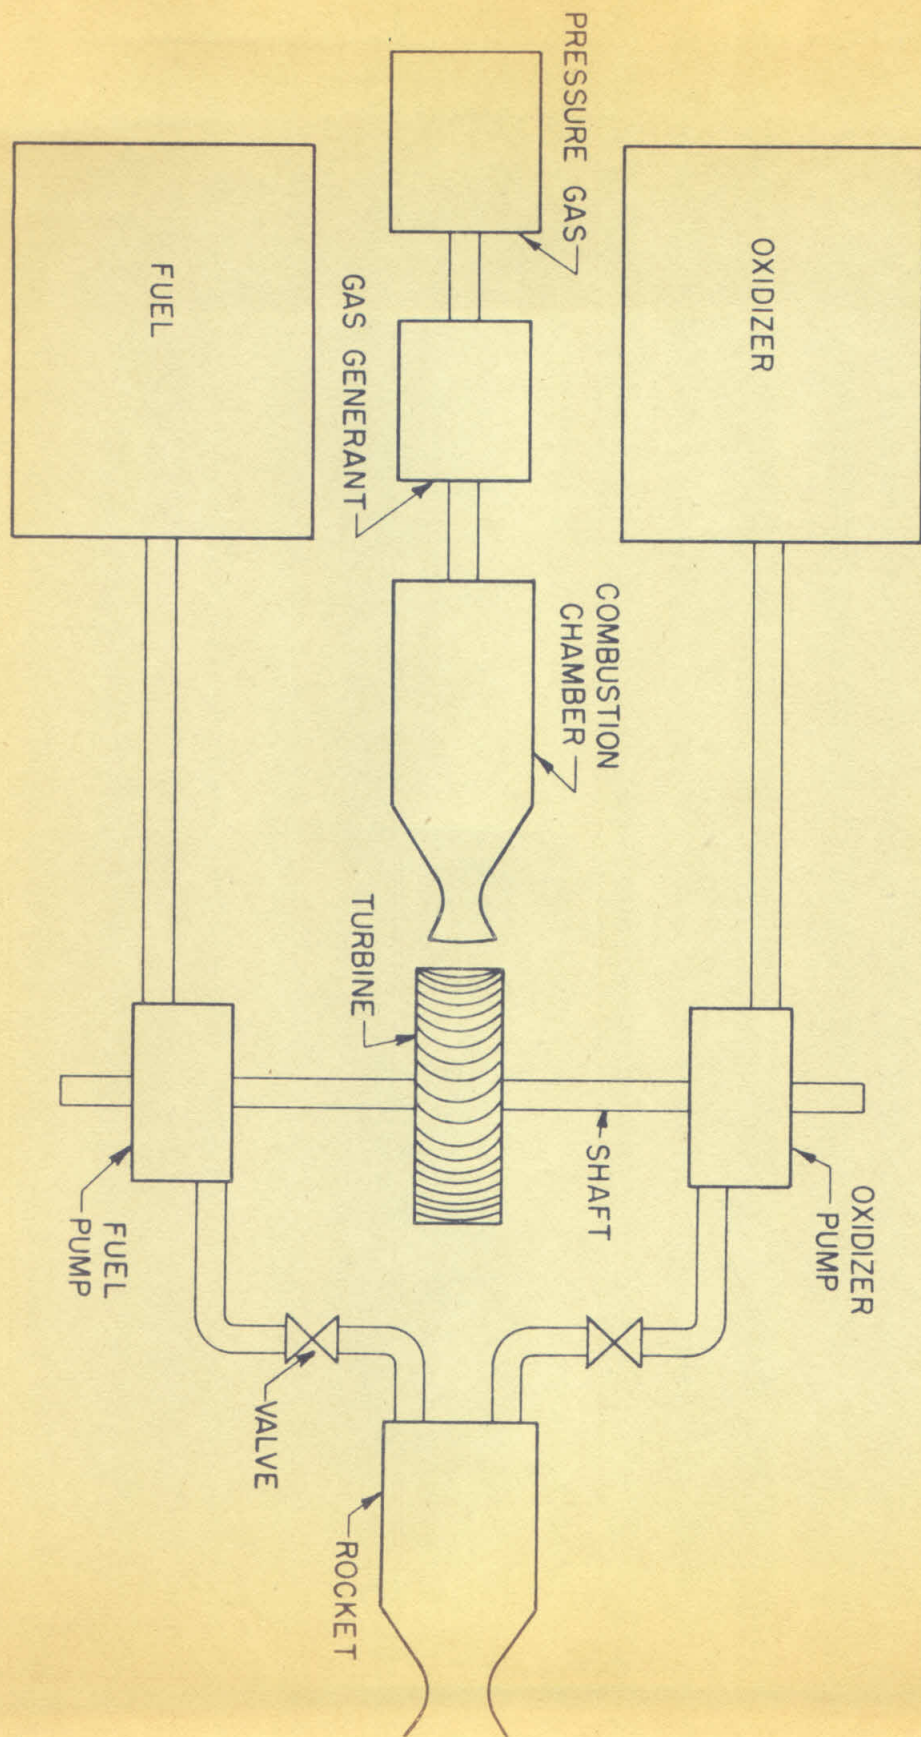 OXIDIZER
PRESSURE GAS
GAS GENERANT
FUEL
COMBUSTION
CHAMBER
TURBINE
SHAFT
OXIDIZER
PUMP
FUEL
PUMP
VALVE
ROCKET